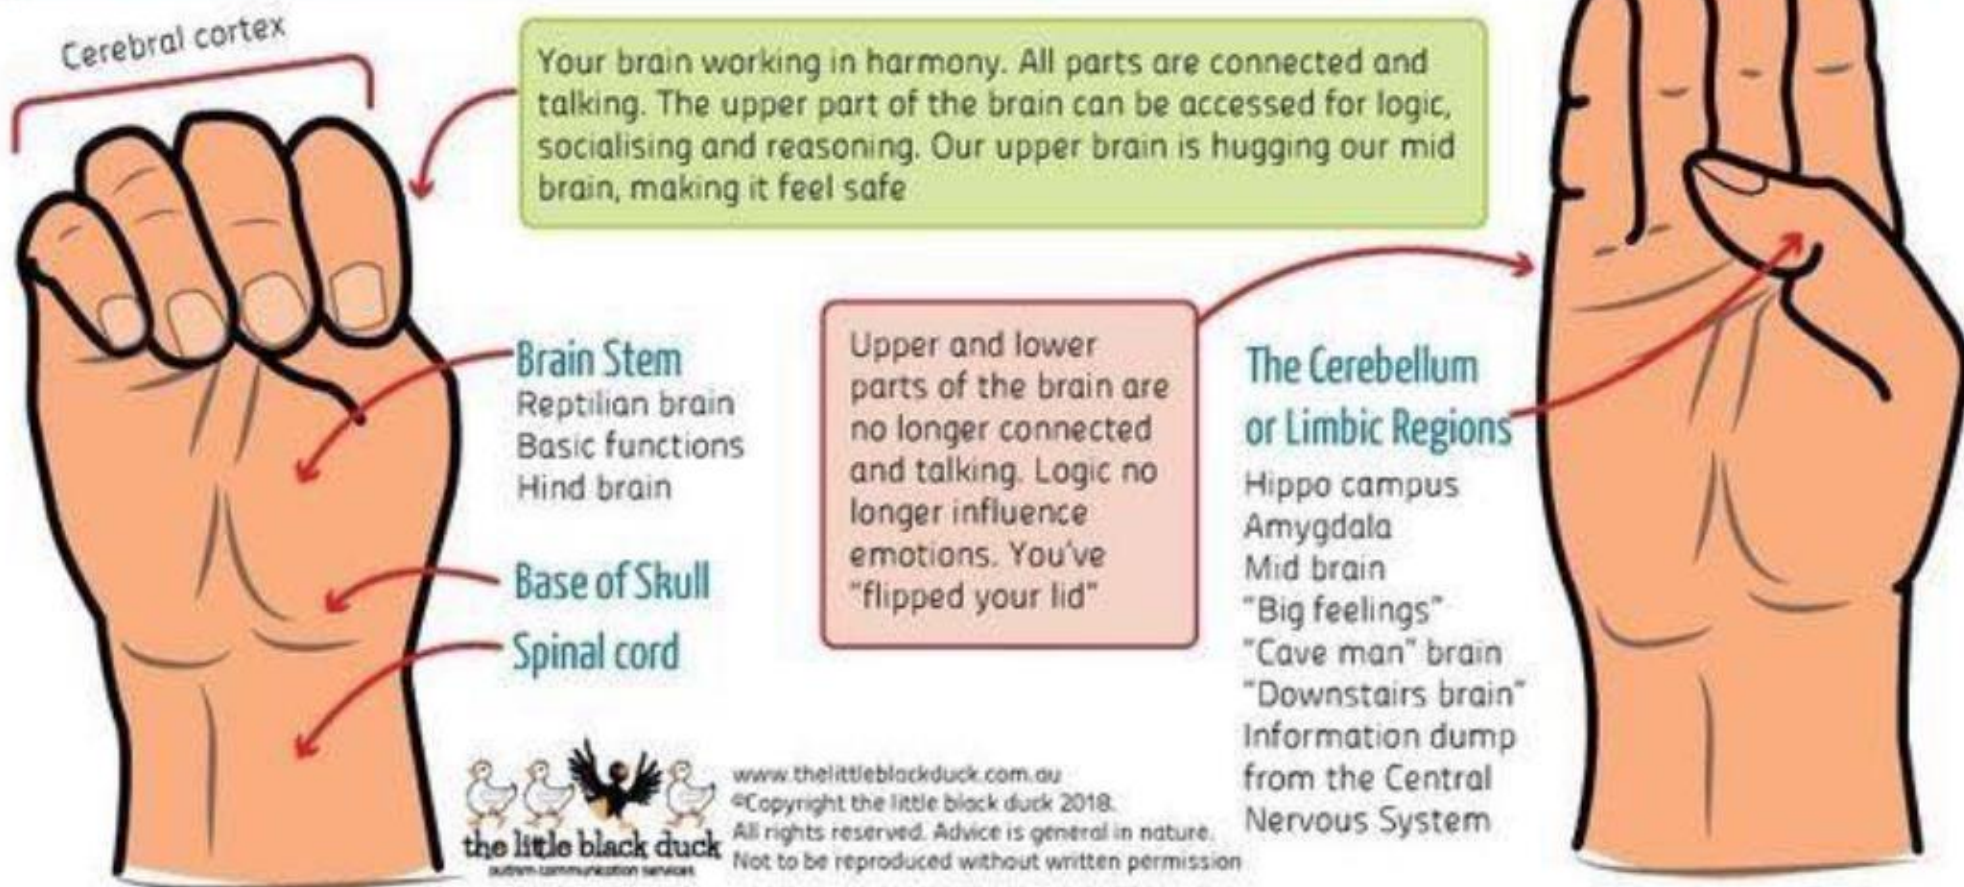 Cerebral cortex
Your brain working in harmony. All parts are connected and
talking. The upper part of the brain can be accessed for logic,
socialising and reasoning. Our upper brain is hugging our mid
brain, making it feel safe
Brain Stem
Reptilian brain
Basic functions
Hind brain
Base of Skull
Spinal cord
Upper and lower
parts of the brain are
no longer connected
and talking. Logic no
longer influence
emotions. You've
"flipped your lid"
The Cerebellum
or Limbic Regions
Hippo campus
Amygdala
Mid brain
"Big feelings"
"Cave man" brain
"Downstairs brain"
Information dump
from the Central
Nervous System
the little black duck
autism communication services
www.thelittleblackduck.com.au
©Copyright the little black duck 2018.
All rights reserved. Advice is general in nature.
Not to be reproduced without written permission